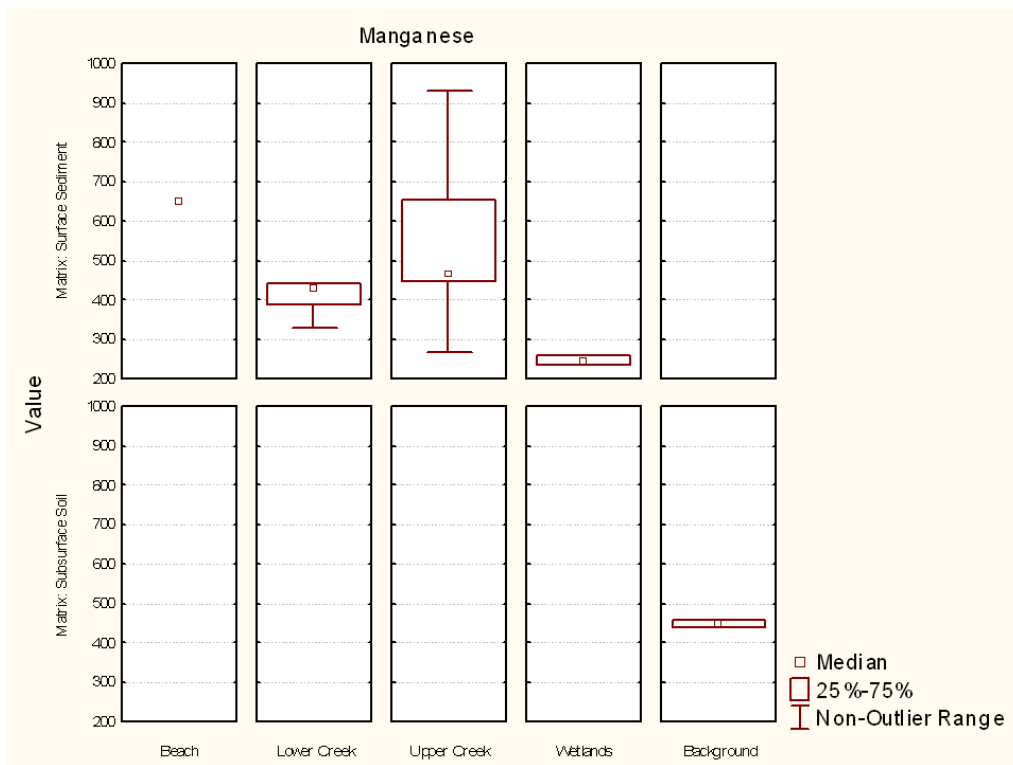 Manganese
Matrix: Surface Sediment
1000
900
800
700
600
500
400
300
200
Value
Matrix: Subsurface Soil
1000
900
800
700
600
500
400
300
200
Beach
Lower Creek
Upper Creek
Wetlands
Background
Median
25%-75%
Non-Outlier Range